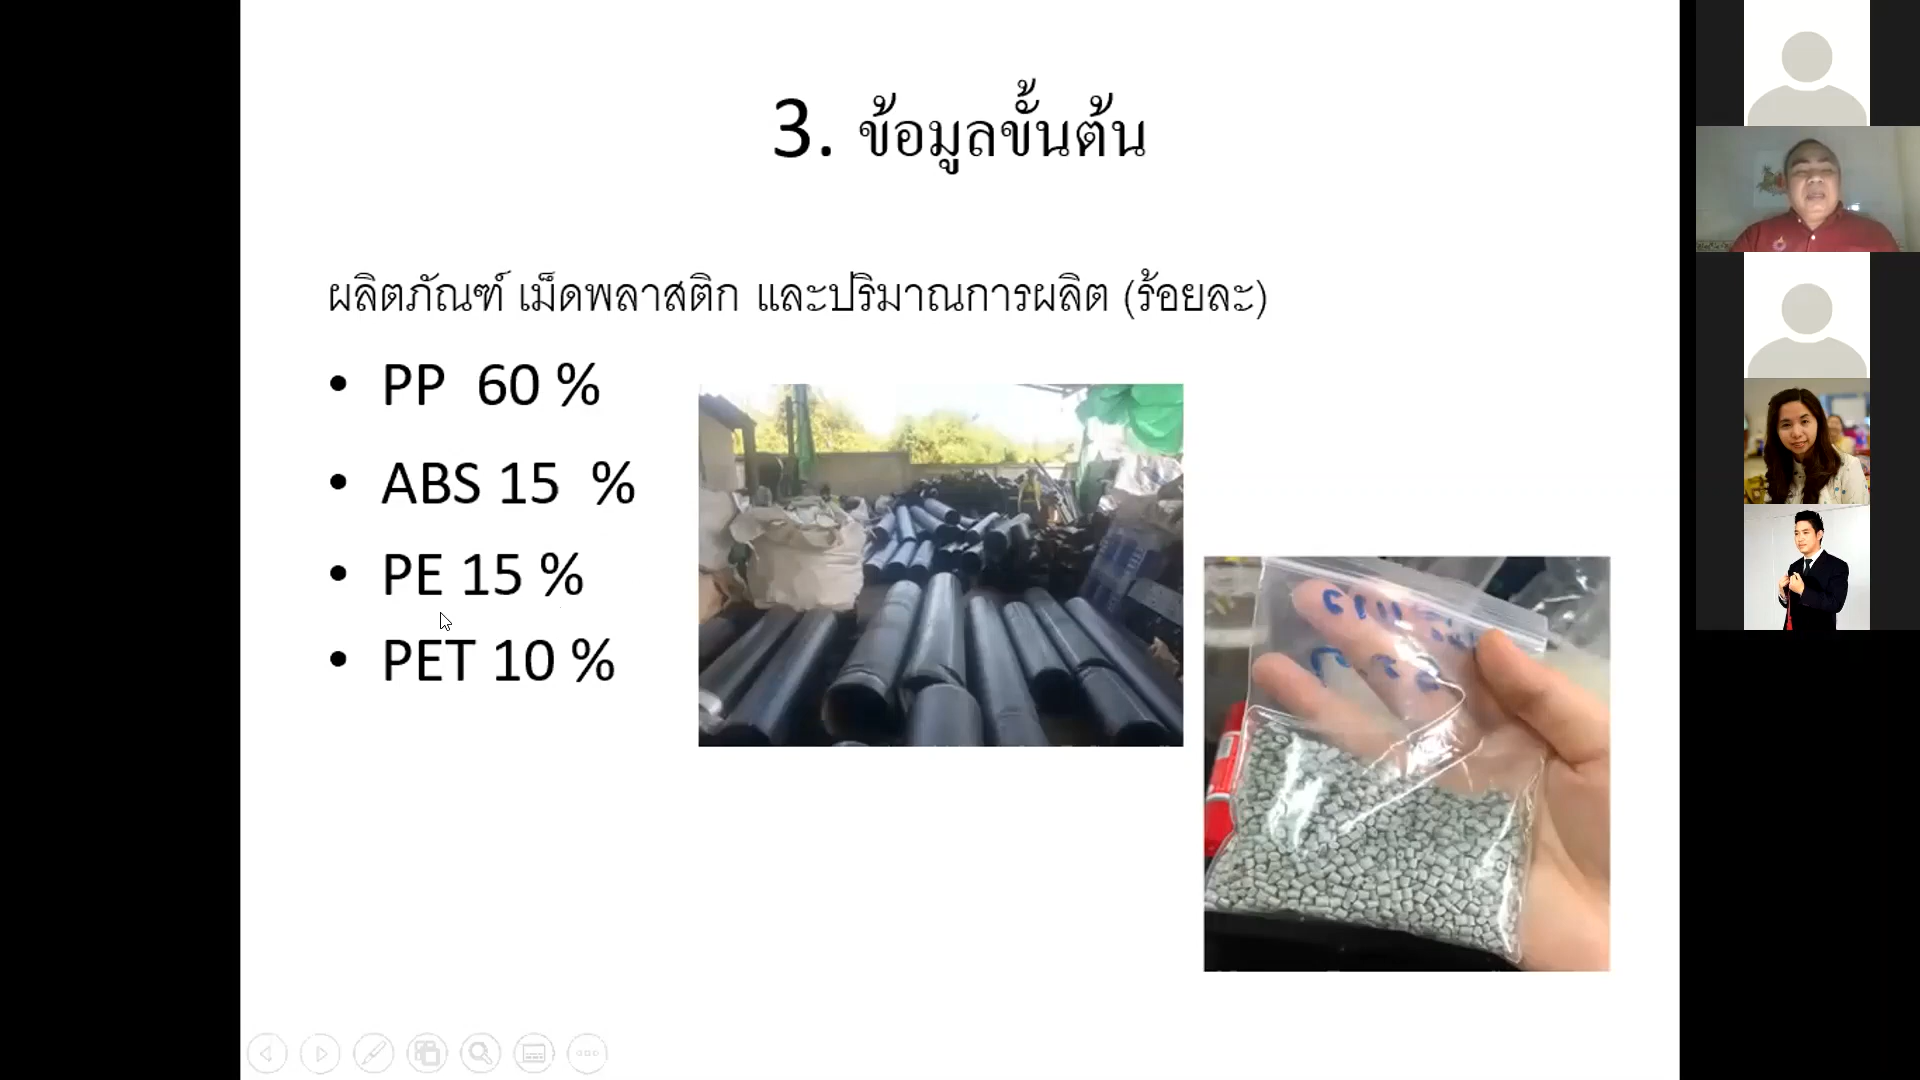 3. ข้อมูลขั้นต้น
ผลิตภัณฑ์ เม็ดพลาสติก และปริมาณการผลิต (ร้อยละ)
• PP 60 %
• ABS 15 %
• PE 15 %
• PET 10 %